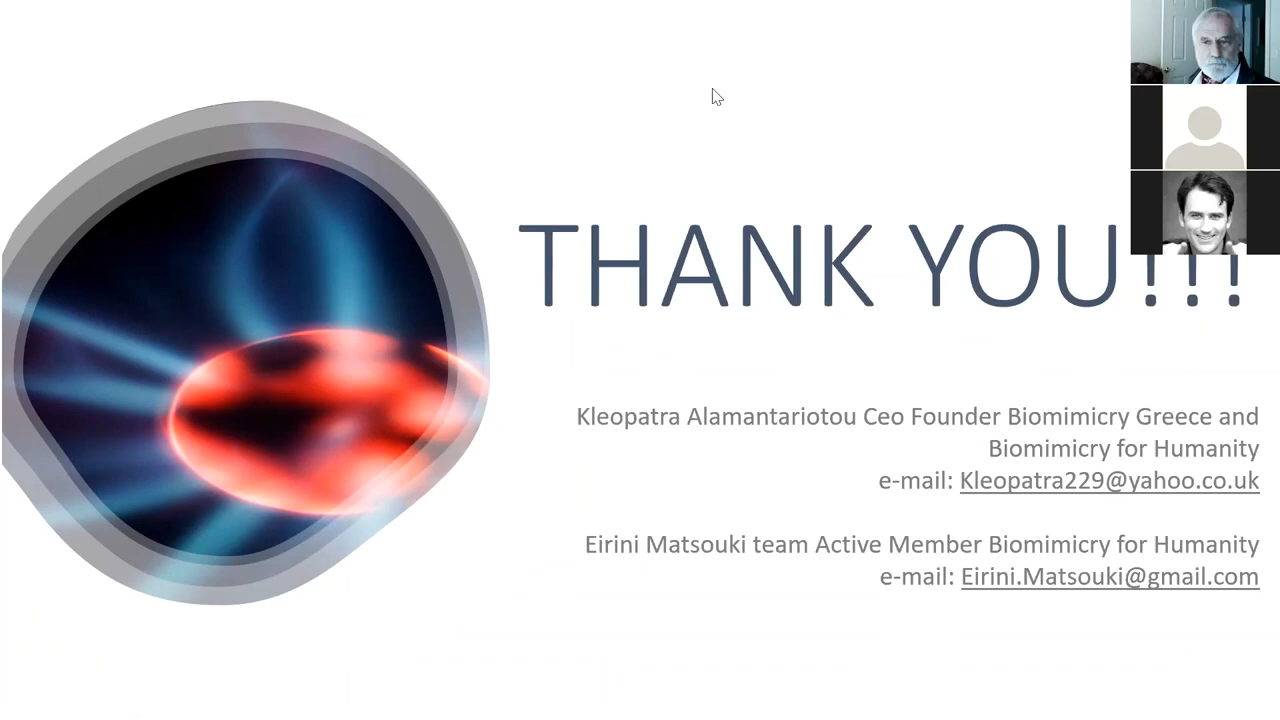 THANK YOU!!!
Kleopatra Alamantariotou Ceo Founder Biomimicry Greece and
Biomimicry for Humanity
e-mail: Kleopatra229@yahoo.co.uk
Eirini Matsouki team Active Member Biomimicry for Humanity
e-mail: Eirini.Matsouki@gmail.com